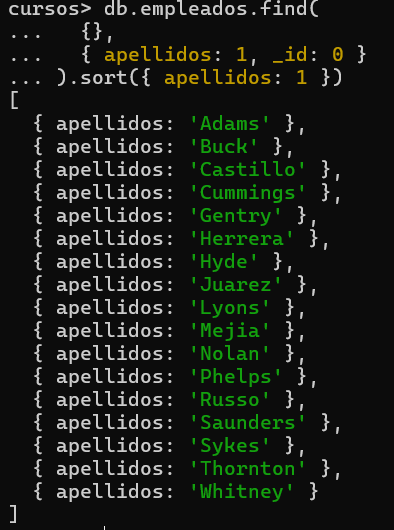 cursos> db.empleados.find(
...   {},
...   { apellidos: 1, _id: 0 }
... ).sort({ apellidos: 1 })
[
  { apellidos: 'Adams' },
  { apellidos: 'Buck' },
  { apellidos: 'Castillo' },
  { apellidos: 'Cummings' },
  { apellidos: 'Gentry' },
  { apellidos: 'Herrera' },
  { apellidos: 'Hyde' },
  { apellidos: 'Juarez' },
  { apellidos: 'Lyons' },
  { apellidos: 'Mejia' },
  { apellidos: 'Nolan' },
  { apellidos: 'Phelps' },
  { apellidos: 'Russo' },
  { apellidos: 'Saunders' },
  { apellidos: 'Sykes' },
  { apellidos: 'Thornton' },
  { apellidos: 'Whitney' }
]